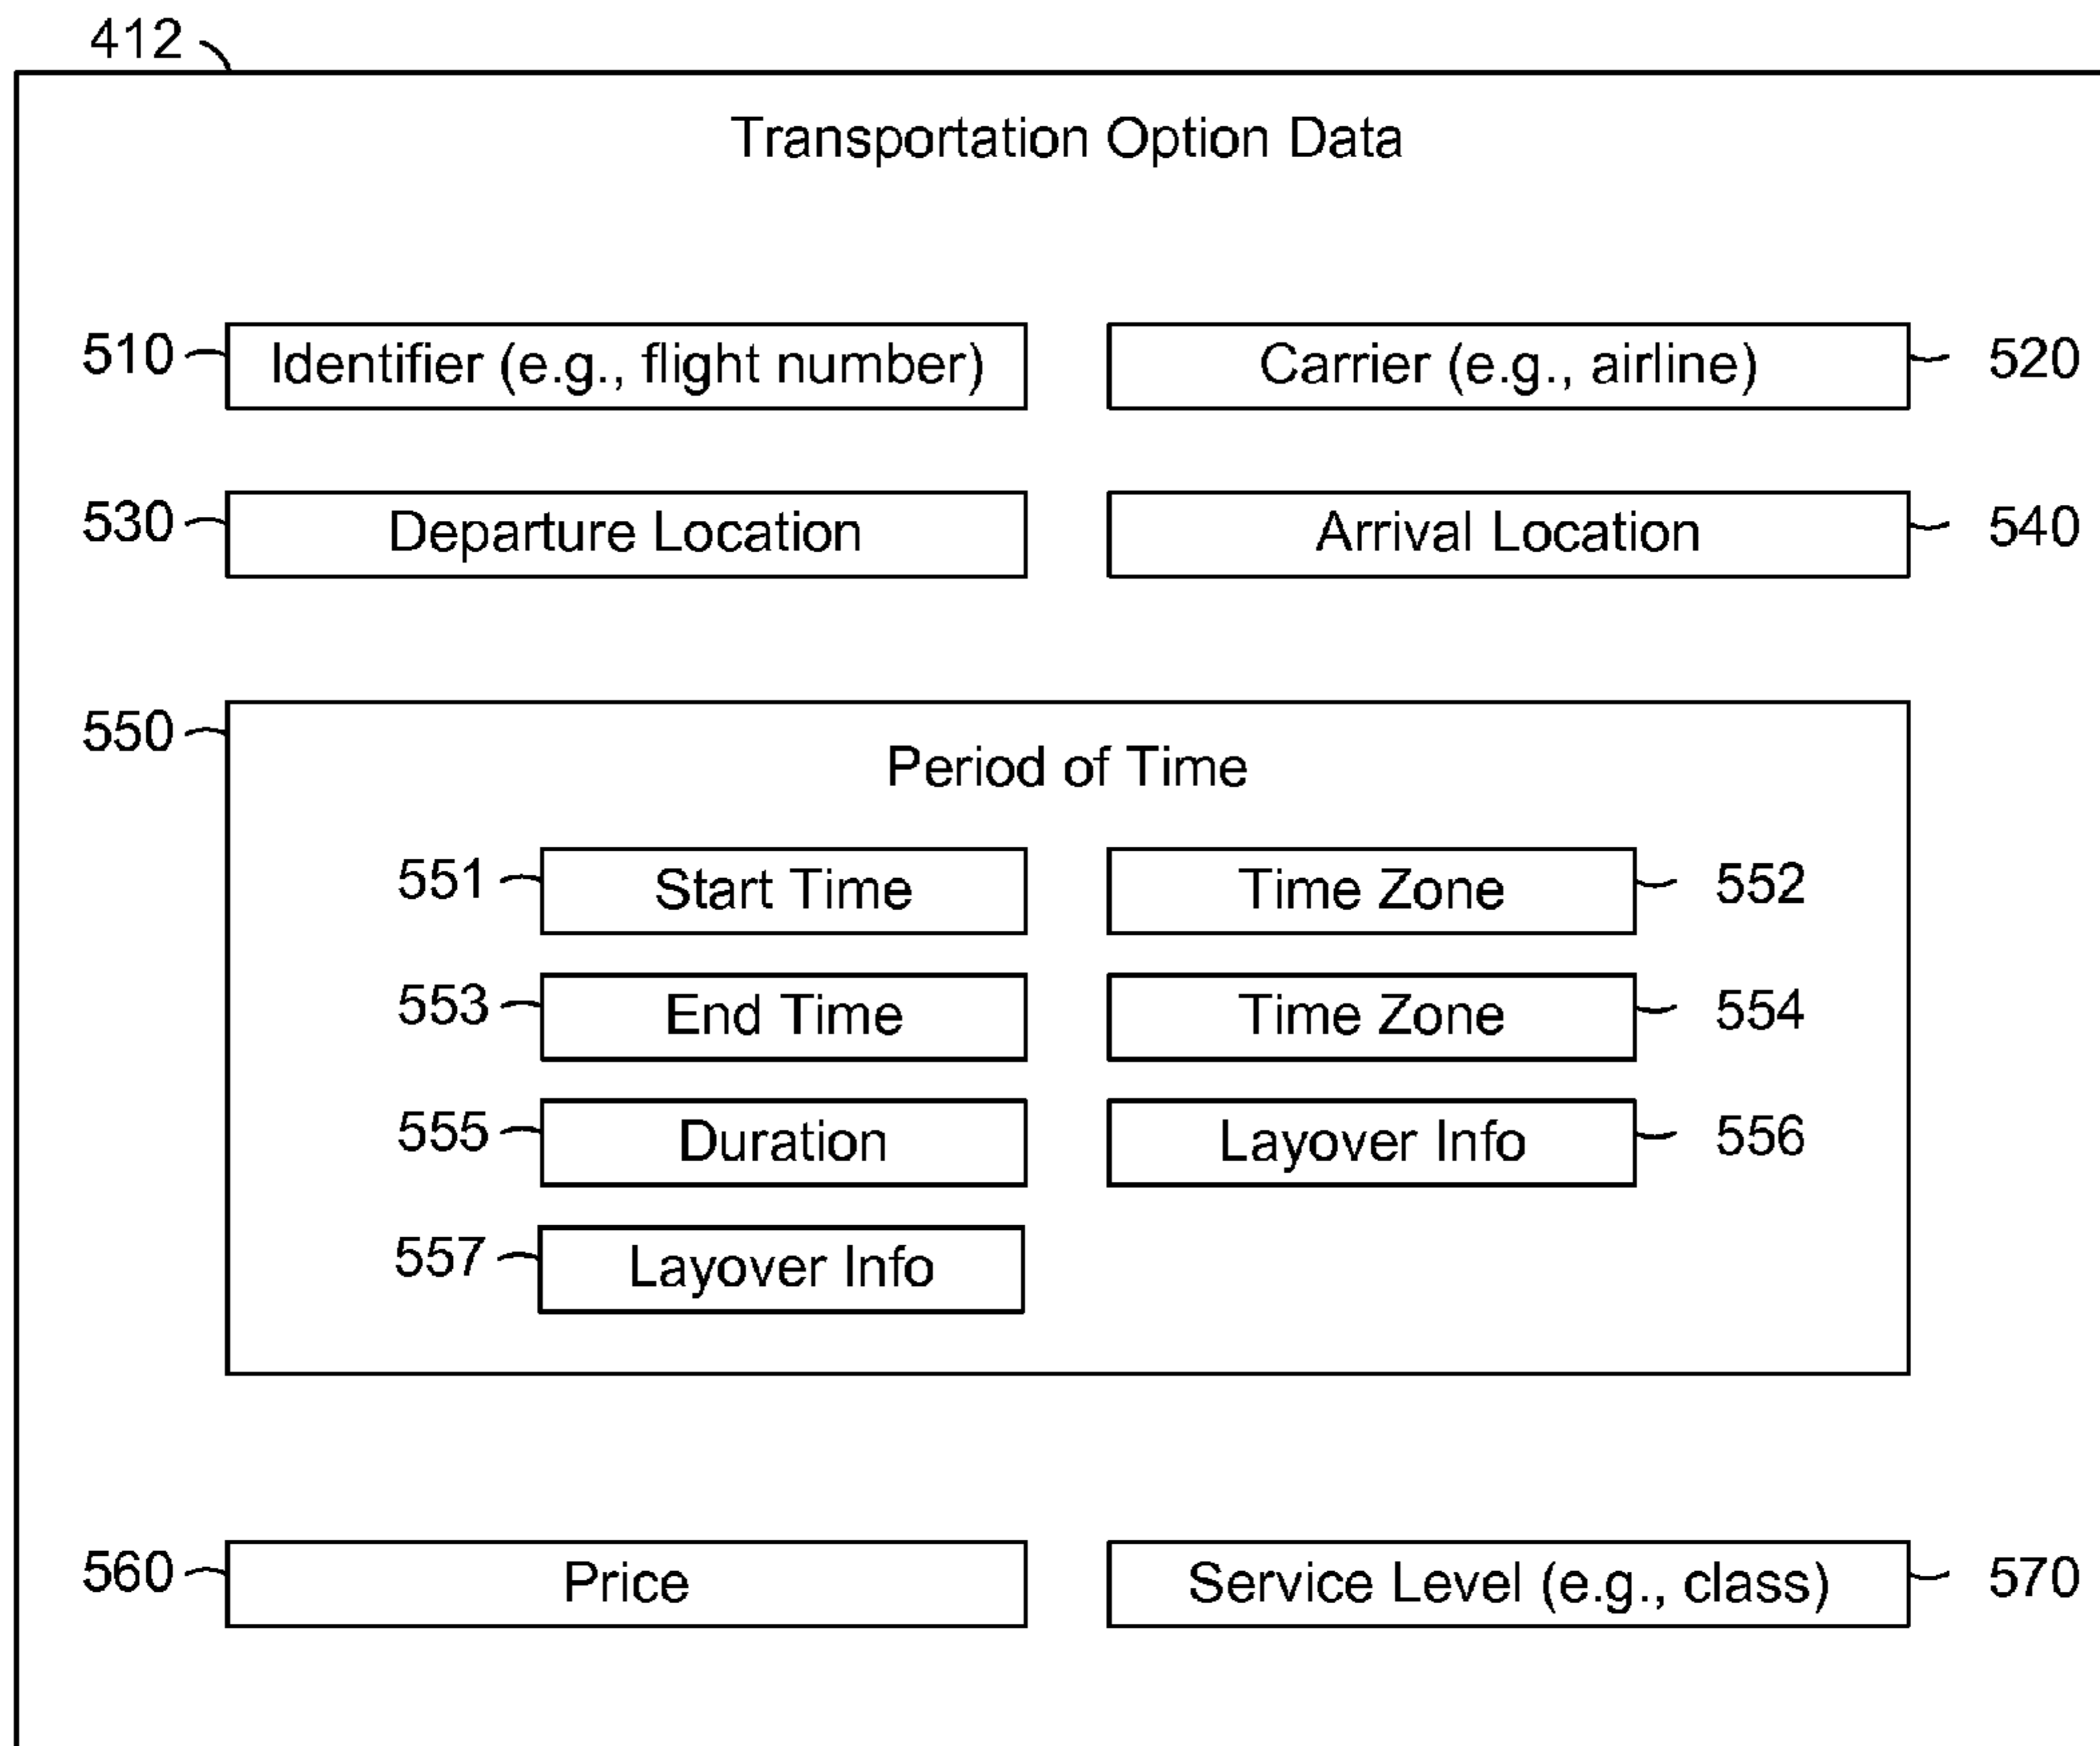 412
Transportation Option Data
510 Identifier (e.g., flight number) Carrier (e.g., airline) 520
530 Departure Location Arrival Location 540
550
Period of Time
551 Start Time Time Zone 552
553 End Time Time Zone 554
555 Duration Layover Info 556
557 Layover Info
560 Price Service Level (e.g., class) 570